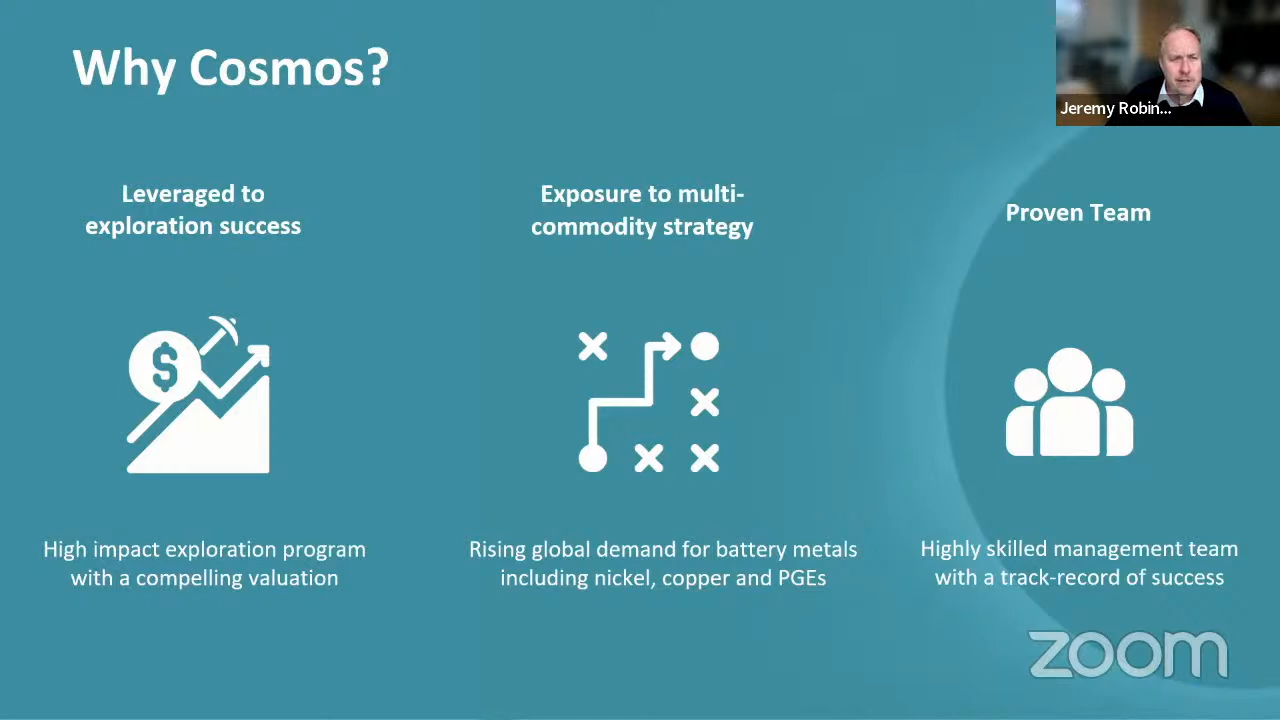 Why Cosmos?
Jeremy Robin...
Leveraged to
exploration success
Exposure to multi-
commodity strategy
Proven Team
$
High impact exploration program
with a compelling valuation
Rising global demand for battery metals
including nickel, copper and PGEs
Highly skilled management team
with a track-record of success
zoom